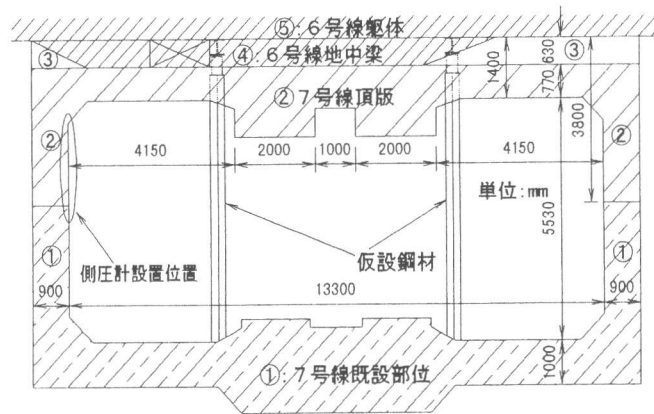 ⑤:6号線躯体
③
④:6号線地中梁
③
630
1400
770
②7号線頂版
3800
②
②
4150
2000
1000
2000
4150
単位:mm
5530
①
①
側圧計設置位置
仮設鋼材
900
13300
900
①:7号線既設部位
1000